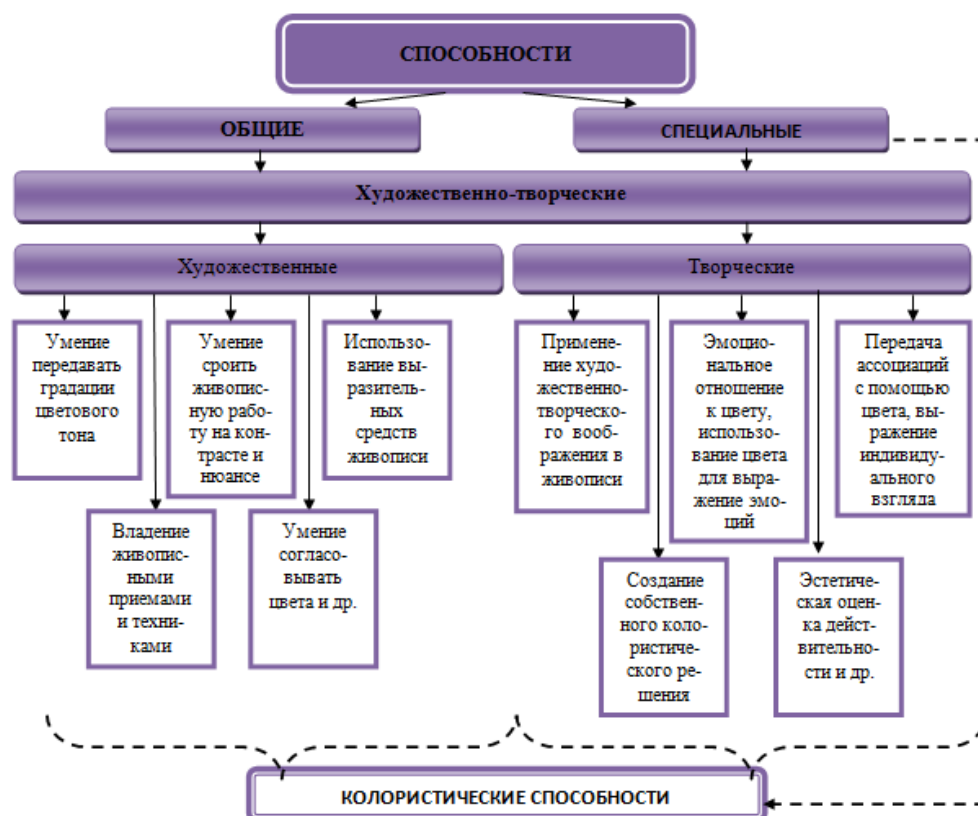 СПОСОБНОСТИ
ОБЩИЕ
СПЕЦИАЛЬНЫЕ
Художественно-творческие
Художественные
Творческие
Умение
передавать
градации
цветового
тона
Умение
сроить
живопис-
ную рабо-
ту на кон-
трасте и
нюансе
Использо-
вание вы-
разитель-
ных
средств
живописи
Применe-
ние худо-
жественно-
творческо-
го вооб-
ражения в
живописи
Эмоцио-
нальное
отношение
к цвету,
использо-
вание цвета
для выра-
жение эмо-
ций
Передача
ассоциаций
с помощью
цвета, вы-
ражение
индивиду-
ального
взгляда
Владение
живопис-
ными
приемами
и техни-
ками
Умение
согласо-
вывать
цвета и др.
Создание
собствен-
ного коло-
ристиче-
ского ре-
шения
Эстетиче-
ская оцен-
ка дейст-
вительно-
сти и др.
КОЛОРИСТИЧЕСКИЕ СПОСОБНОСТИ